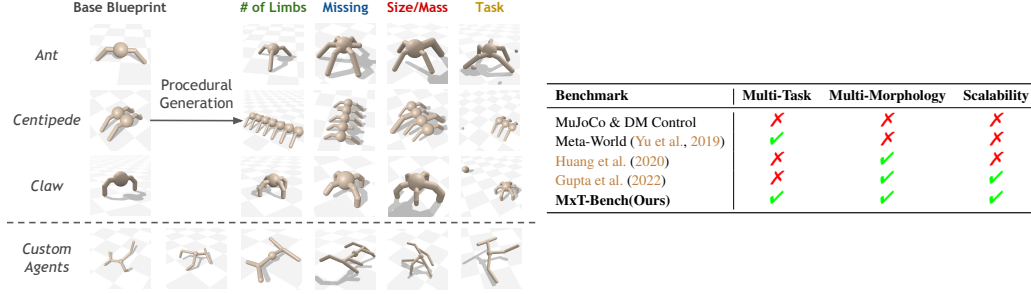 Base Blueprint # of Limbs Missing Size/Mass Task
Ant
Procedural
Generation
Centipede
Claw
Custom
Agents
Benchmark Multi-Task Multi-Morphology Scalability
MuJoCo & DM Control ✗ ✗ ✗
Meta-World (Yu et al., 2019) ✓ ✗ ✗
Huang et al. (2020) ✗ ✓ ✗
Gupta et al. (2022) ✗ ✓ ✓
MxT-Bench(Ours) ✓ ✓ ✓